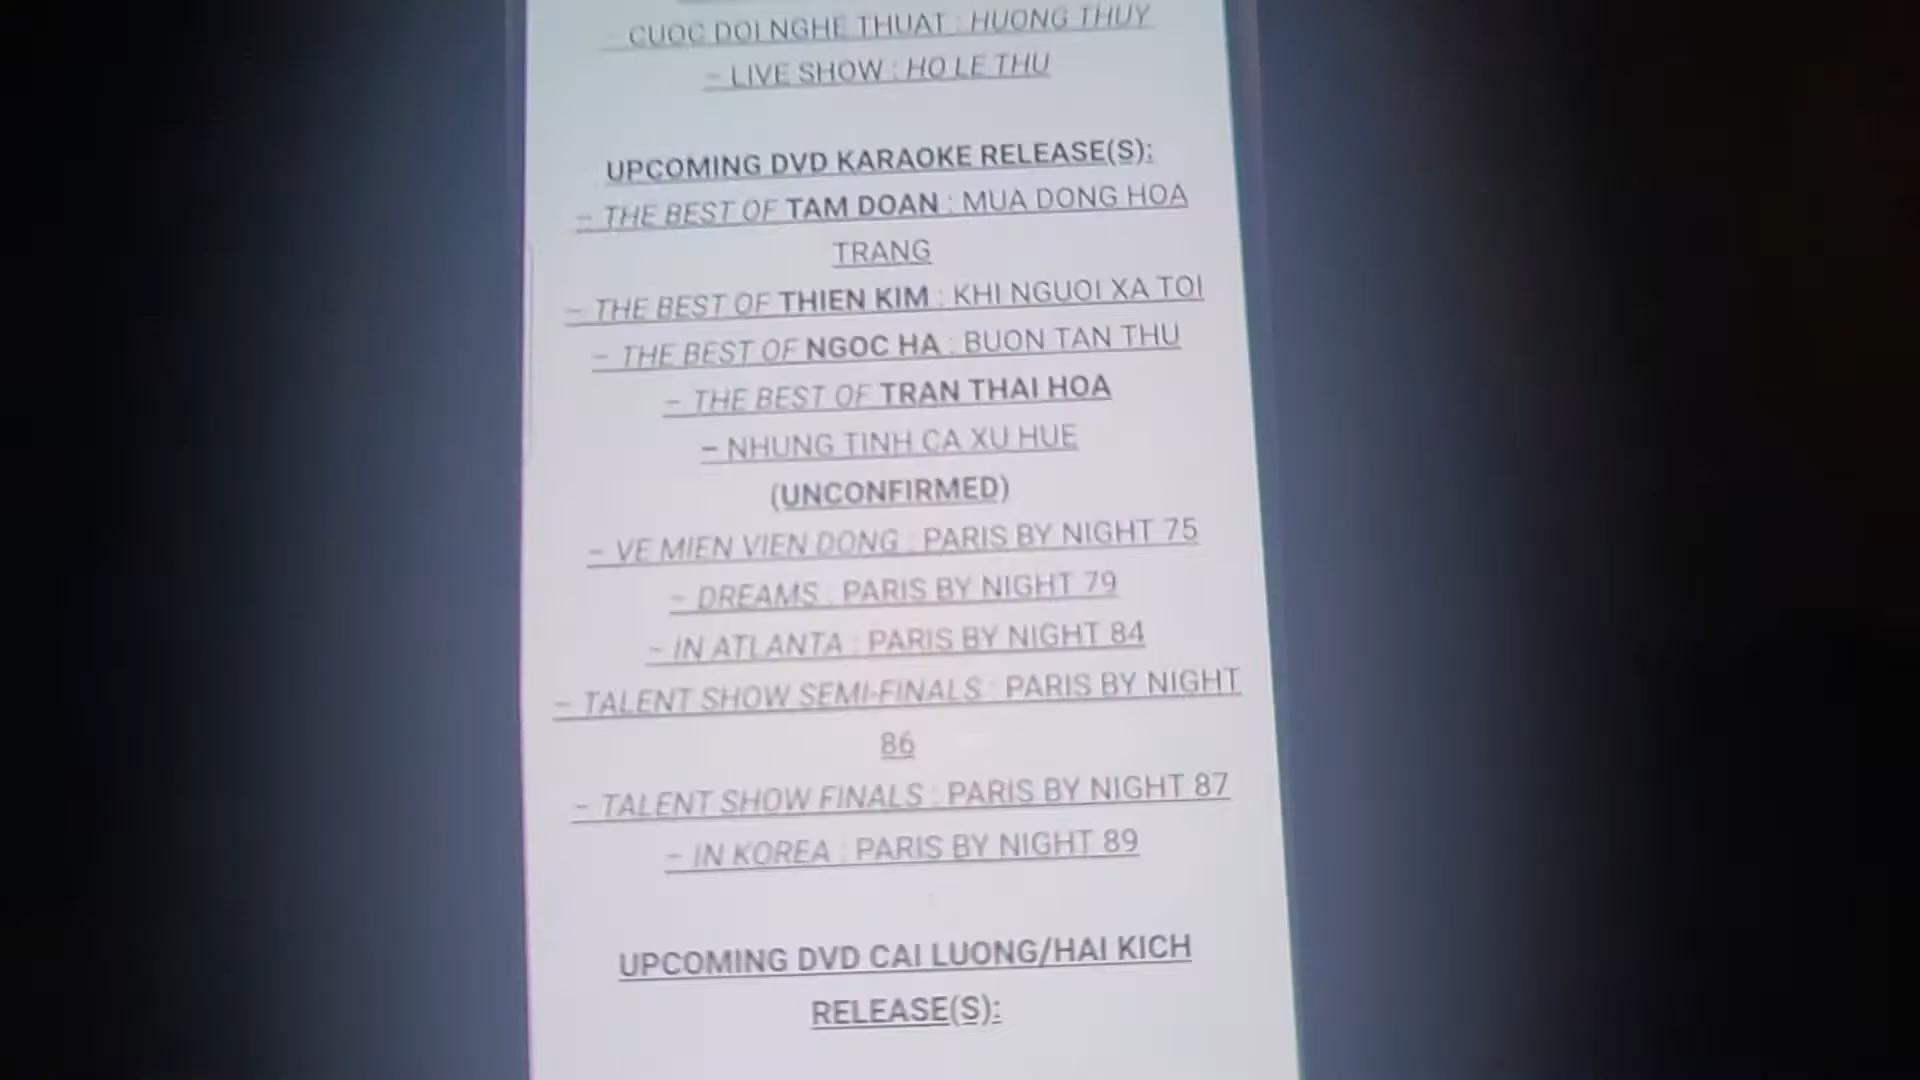 - CUOC DOI NGHE THUAT : HUONG THUY
- LIVE SHOW : HO LE THU
UPCOMING DVD KARAOKE RELEASE(S):
- THE BEST OF TAM DOAN : MUA DONG HOA
TRANG
- THE BEST OF THIEN KIM : KHI NGUOI XA TOI
- THE BEST OF NGOC HA : BUON TAN THU
- THE BEST OF TRAN THAI HOA
- NHUNG TINH CA XU HUE
(UNCONFIRMED)
- VE MIEN VIEN DONG : PARIS BY NIGHT 75
- DREAMS : PARIS BY NIGHT 79
- IN ATLANTA : PARIS BY NIGHT 84
- TALENT SHOW SEMI-FINALS : PARIS BY NIGHT
86
- TALENT SHOW FINALS : PARIS BY NIGHT 87
- IN KOREA : PARIS BY NIGHT 89
UPCOMING DVD CAI LUONG/HAI KICH
RELEASE(S):